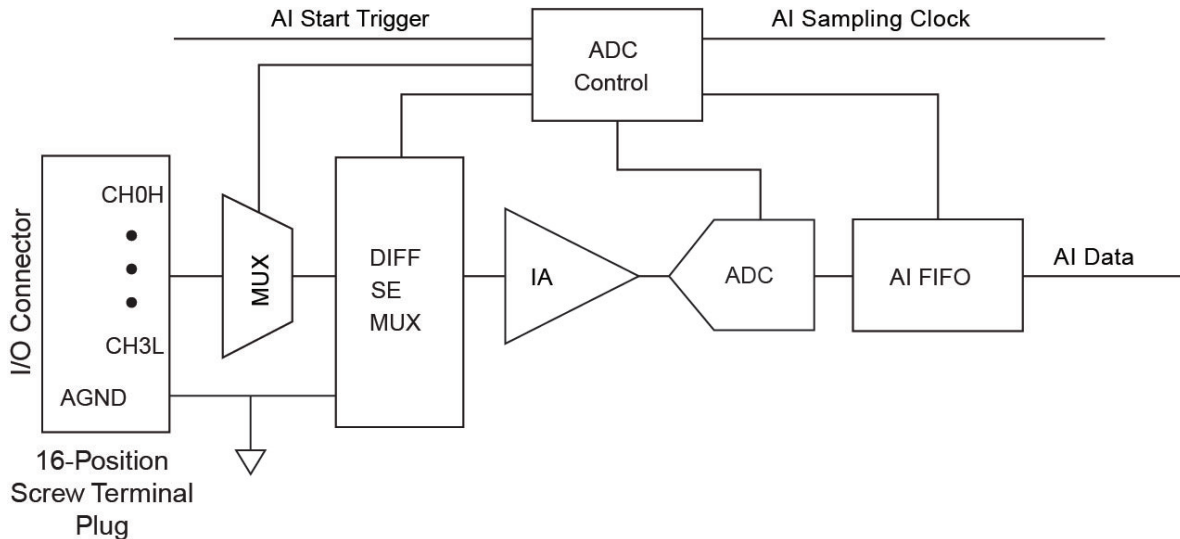 AI Start Trigger
AI Sampling Clock
ADC
Control
I/O Connector
CH0H
CH3L
AGND
MUX
DIFF
SE
MUX
IA
ADC
AI FIFO
AI Data
16-Position
Screw Terminal
Plug